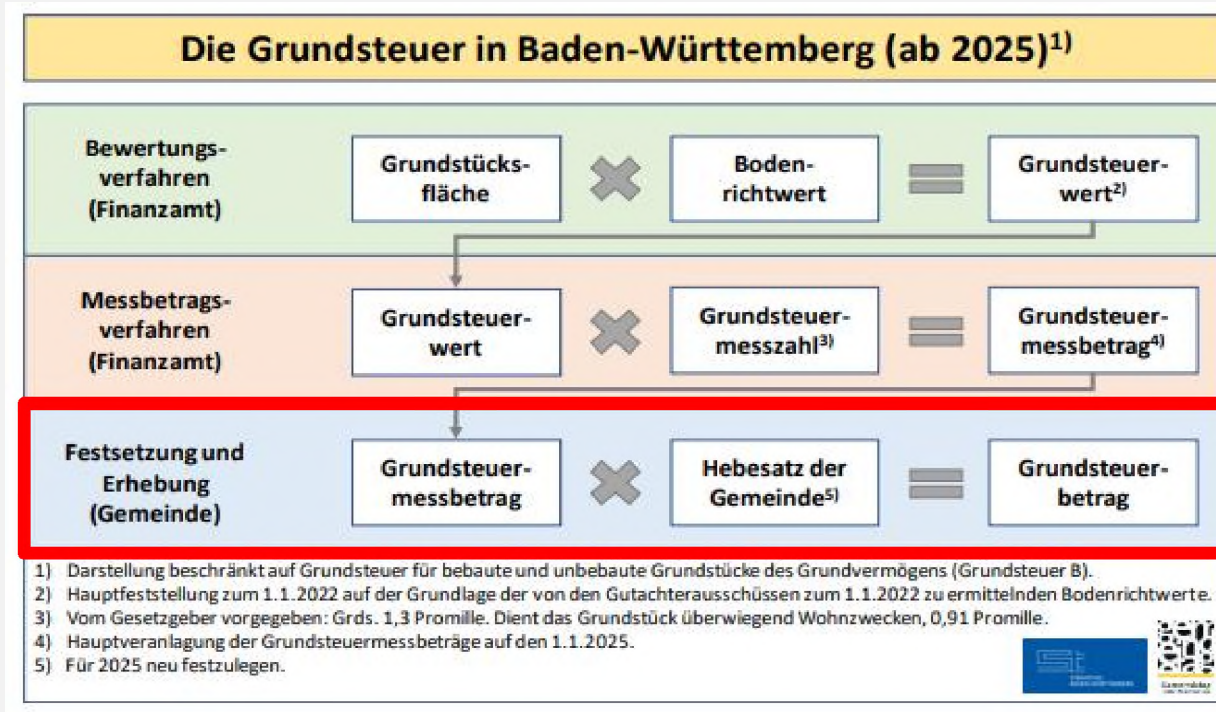 Die Grundsteuer in Baden-Württemberg (ab 2025)1)
Bewertungs-
verfahren
(Finanzamt)
Grundstücks-
fläche
Boden-
richtwert
Grundsteuer-
wert2)
Messbetrags-
verfahren
(Finanzamt)
Grundsteuer-
wert
Grundsteuer-
messzahl3)
Grundsteuer-
messbetrag4)
Festsetzung und
Erhebung
(Gemeinde)
Grundsteuer-
messbetrag
Hebesatz der
Gemeinde5)
Grundsteuer-
betrag
1) Darstellung beschränkt auf Grundsteuer für bebaute und unbebaute Grundstücke des Grundvermögens (Grundsteuer B).
2) Hauptfeststellung zum 1.1.2022 auf der Grundlage der von den Gutachterausschüssen zum 1.1.2022 zu ermittelnden Bodenrichtwerte.
3) Vom Gesetzgeber vorgegeben: Grds. 1,3 Promille. Dient das Grundstück überwiegend Wohnzwecken, 0,91 Promille.
4) Hauptveranlagung der Grundsteuermessbeträge auf den 1.1.2025.
5) Für 2025 neu festzulegen.